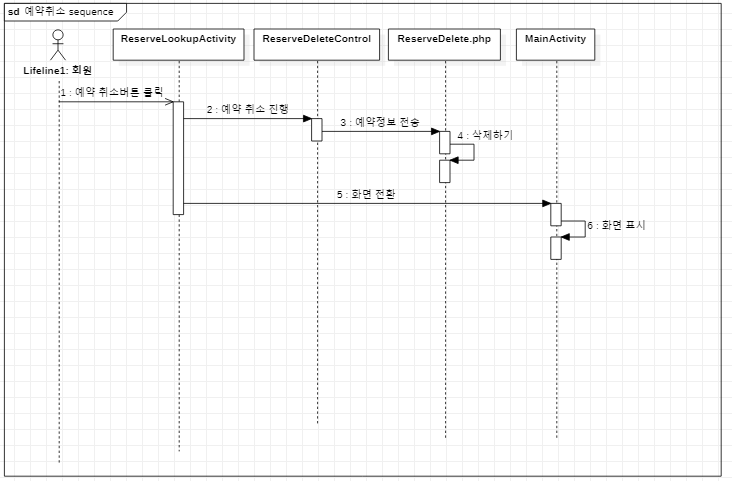 sd 예약취소 sequence
ReserveLookupActivity
ReserveDeleteControl
ReserveDelete.php
MainActivity
Lifeline1: 회원
1 : 예약 취소버튼 클릭
2 : 예약 취소 진행
3 : 예약정보 전송
4 : 삭제하기
5 : 화면 전환
6 : 화면 표시